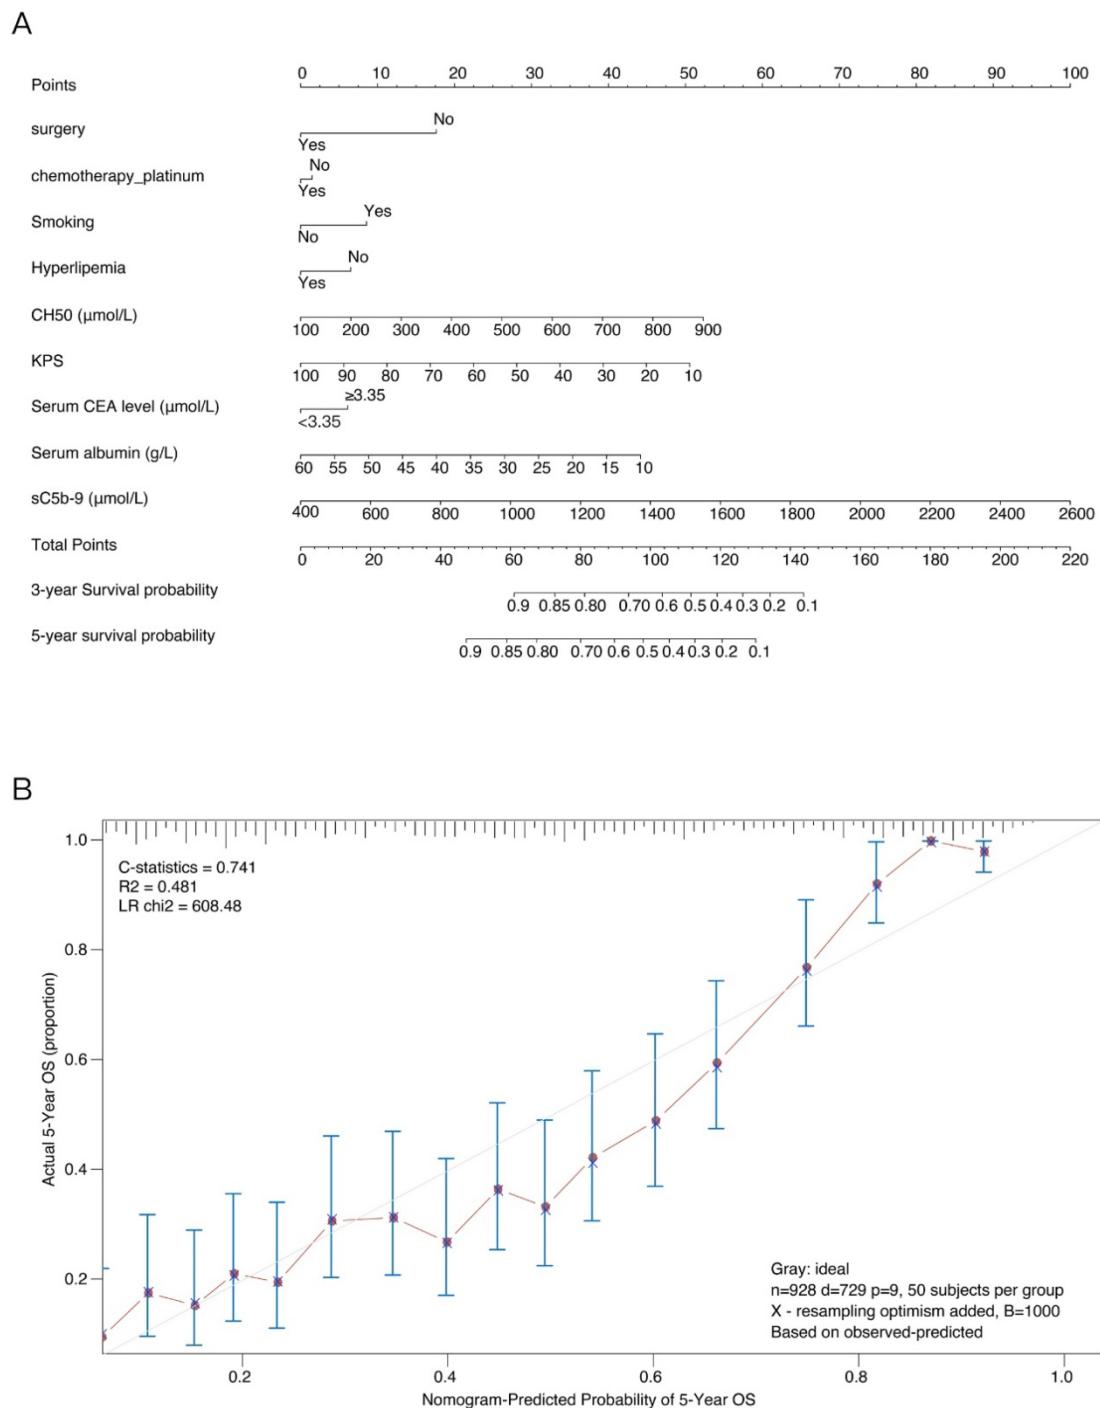 A
Points 0 10 20 30 40 50 60 70 80 90 100
surgery No
Yes
chemotherapy_platinum No
Yes
Smoking Yes
No
Hyperlipemia No
Yes
CH50 (μmol/L)
100 200 300 400 500 600 700 800 900
KPS
100 90 80 70 60 50 40 30 20 10
Serum CEA level (μmol/L) ≥3.35
<3.35
Serum albumin (g/L)
60 55 50 45 40 35 30 25 20 15 10
sC5b-9 (μmol/L)
400 600 800 1000 1200 1400 1600 1800 2000 2200 2400 2600
Total Points
0 20 40 60 80 100 120 140 160 180 200 220
3-year Survival probability
0.9 0.85 0.80 0.70 0.6 0.5 0.4 0.3 0.2 0.1
5-year survival probability
0.9 0.85 0.80 0.70 0.6 0.5 0.4 0.3 0.2 0.1
B
C-statistics = 0.741
R2 = 0.481
LR chi2 = 608.48
Actual 5-Year OS (proportion)
1.0
0.8
0.6
0.4
0.2
Gray: ideal
n=928 d=729 p=9, 50 subjects per group
X - resampling optimism added, B=1000
Based on observed-predicted
0.2 0.4 0.6 0.8 1.0
Nomogram-Predicted Probability of 5-Year OS